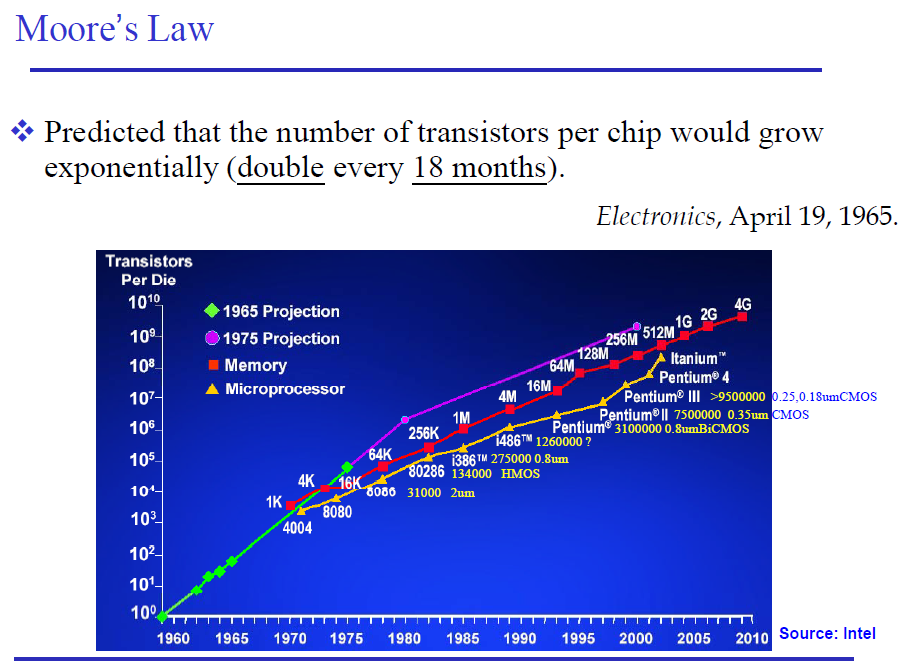 Moore's Law
❖ Predicted that the number of transistors per chip would grow
exponentially (double every 18 months).
Electronics, April 19, 1965.
Transistors
Per Die
10¹⁰
10⁹
10⁸
10⁷
10⁶
10⁵
10⁴
10³
10²
10¹
10⁰
1965 Projection
1975 Projection
Memory
Microprocessor
1K
4K
16K
64K
256K
1M
4M
16M
64M
128M
256M
512M
1G
2G
4G
4004
8080
8086 31000 2um
80286 134000 HMOS
i386™ 275000 0.8um
i486™ 1260000 ?
Pentium® 3100000 0.8umBiCMOS
Pentium® II 7500000 0.35um CMOS
Pentium® III >9500000 0.25,0.18umCMOS
Pentium® 4
Itanium™
1960 1965 1970 1975 1980 1985 1990 1995 2000 2005 2010
Source: Intel